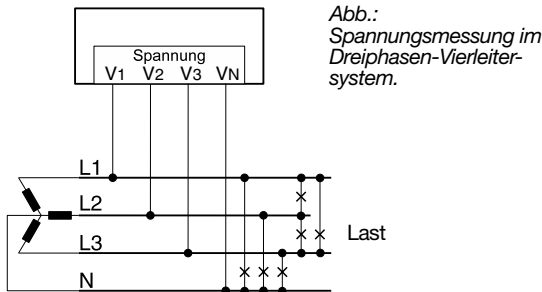 Abb.:
Spannungsmessung im
Dreiphasen-Vierleiter-
system.
Spannung
V1 V2 V3 VN
L1
L2
L3
N
Last